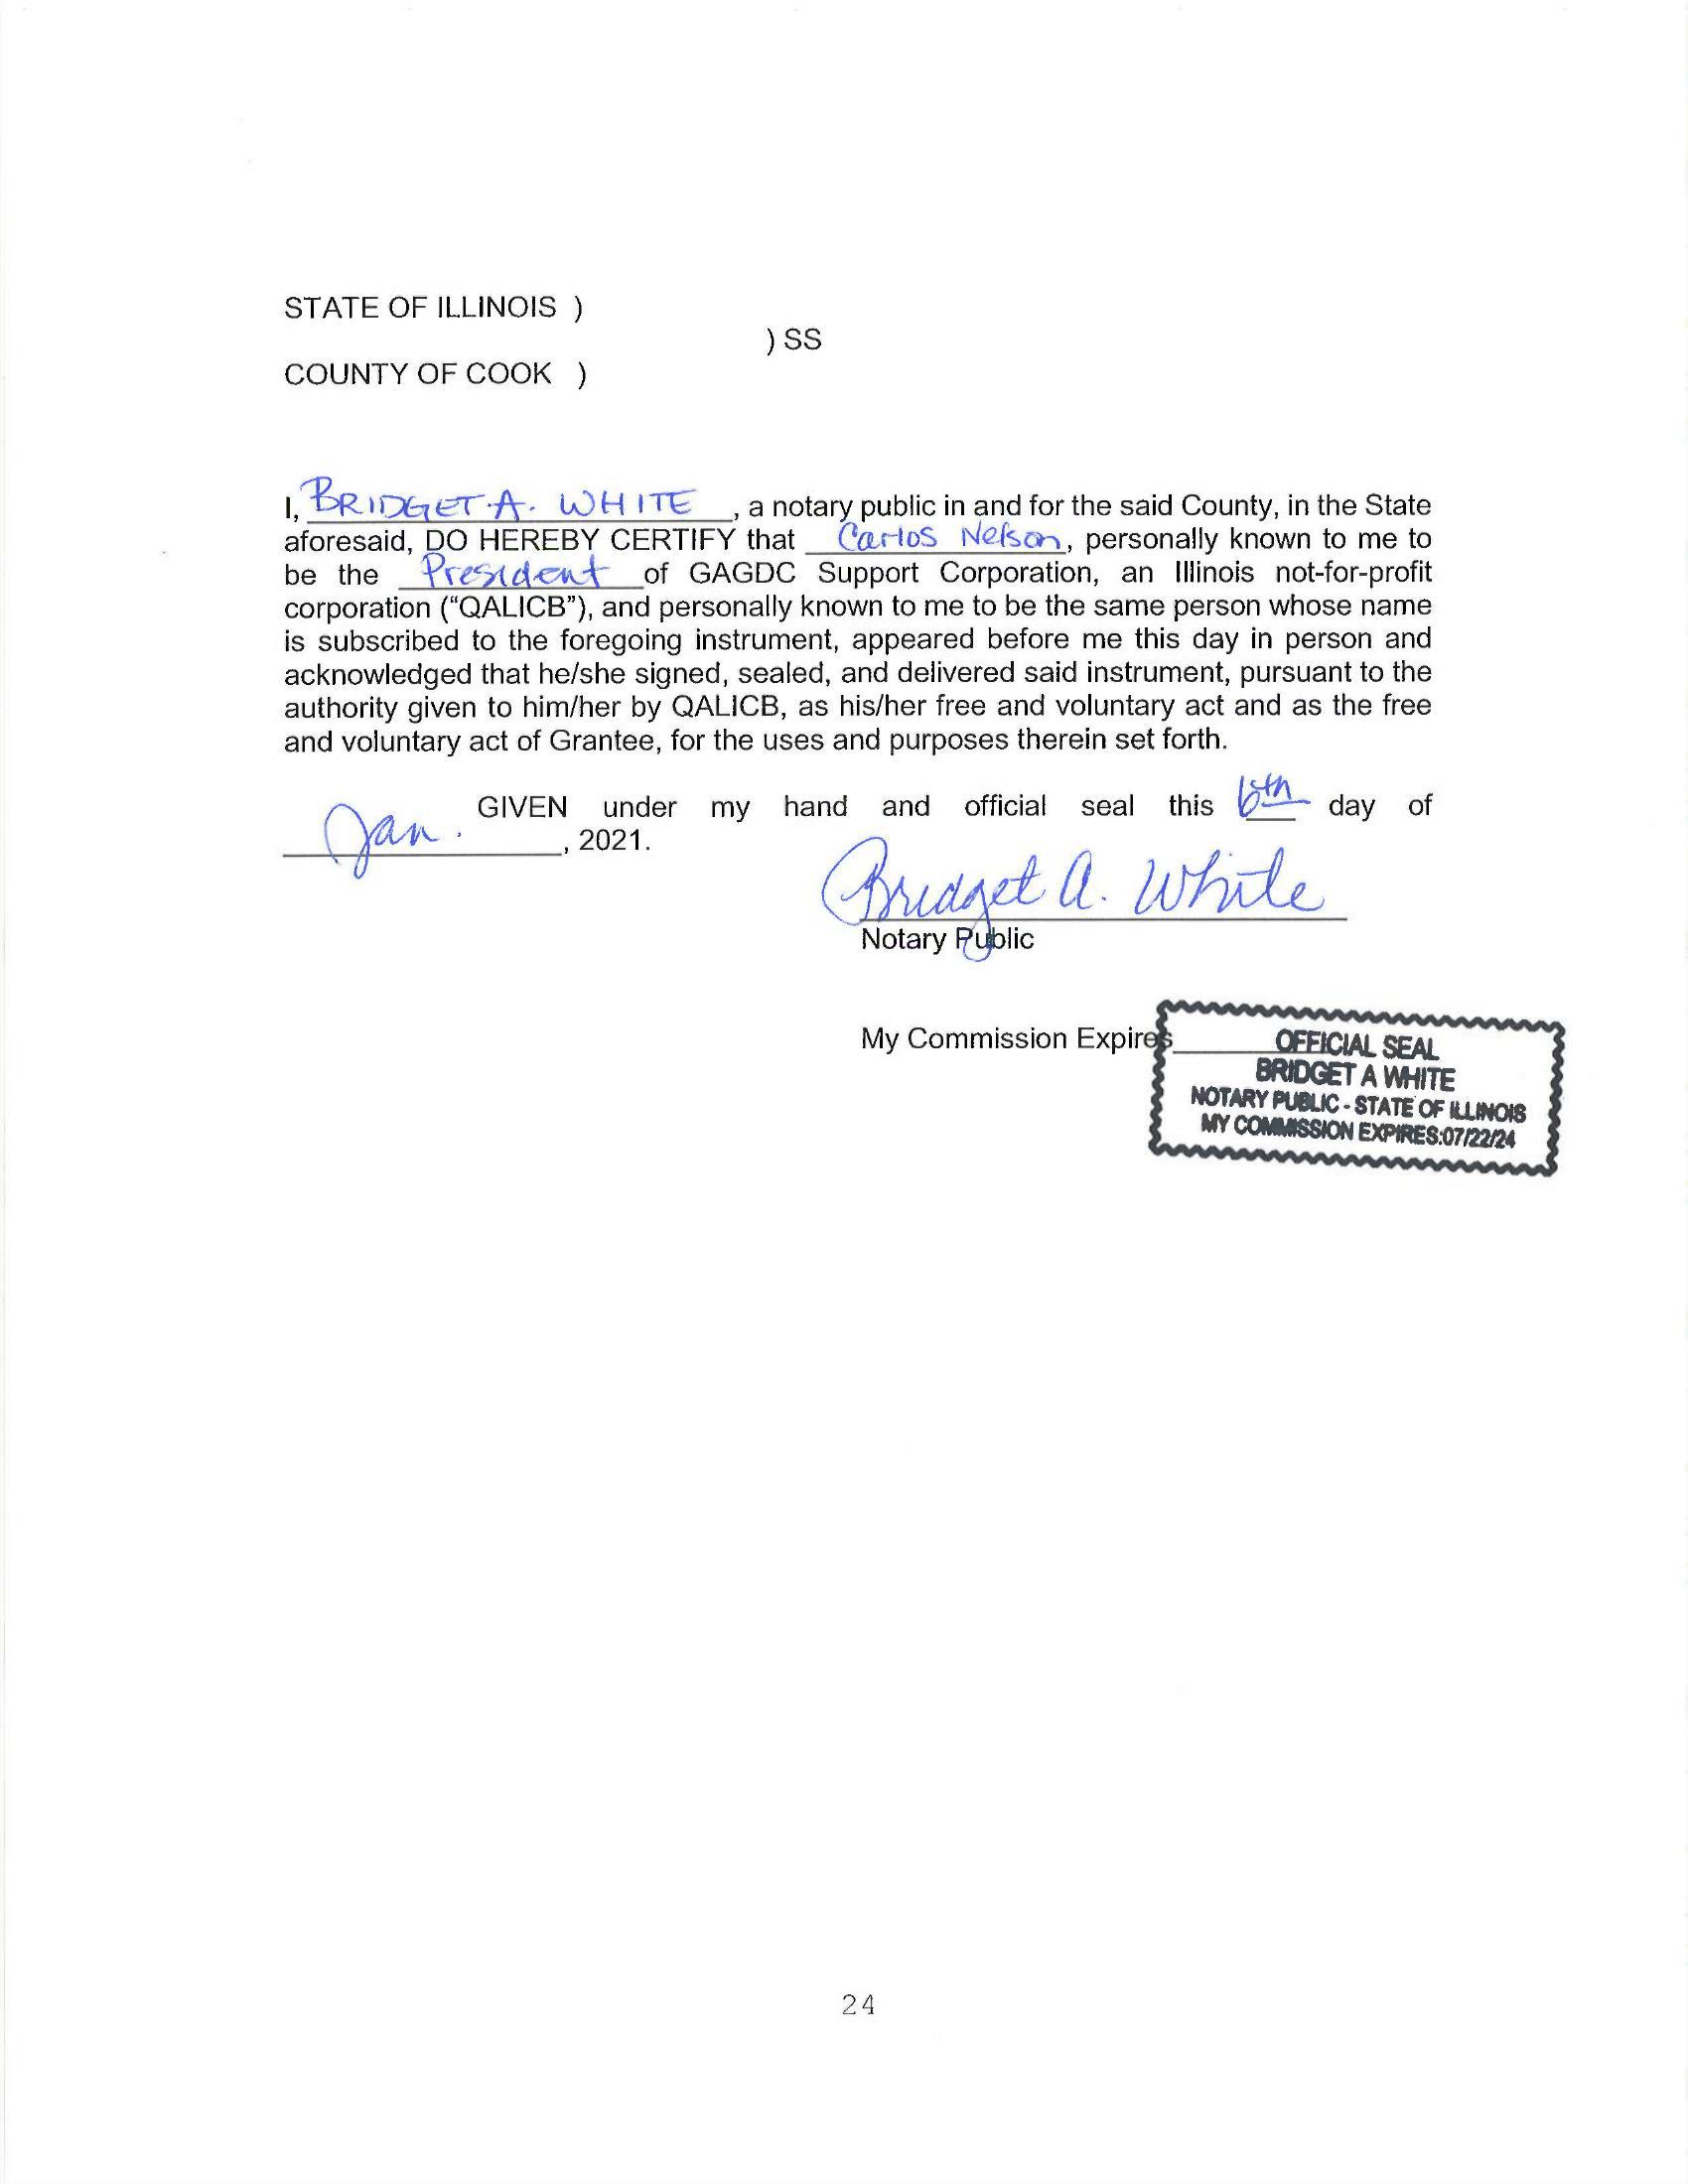 STATE OF ILLINOIS )
) SS
COUNTY OF COOK )
I, BRIDGET A. WHITE, a notary public in and for the said County, in the State
aforesaid, DO HEREBY CERTIFY that Carlos Nelson, personally known to me to
be the President of GAGDC Support Corporation, an Illinois not-for-profit
corporation (“QALICB”), and personally known to me to be the same person whose name
is subscribed to the foregoing instrument, appeared before me this day in person and
acknowledged that he/she signed, sealed, and delivered said instrument, pursuant to the
authority given to him/her by QALICB, as his/her free and voluntary act and as the free
and voluntary act of Grantee, for the uses and purposes therein set forth.
GIVEN under my hand and official seal this 6th day of
Jan., 2021.
Bridget A. White
Notary Public
My Commission Expires
OFFICIAL SEAL
BRIDGET A WHITE
NOTARY PUBLIC - STATE OF ILLINOIS
MY COMMISSION EXPIRES:07/22/24
24